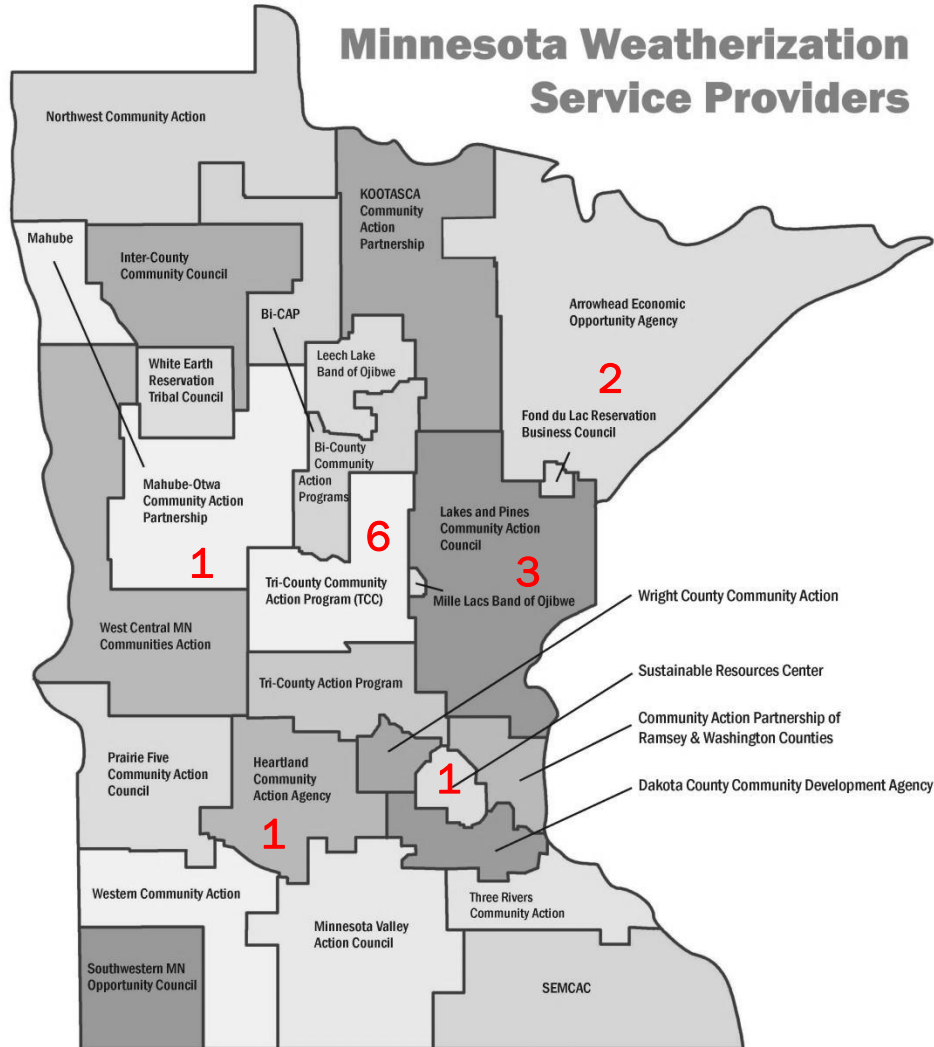 Minnesota Weatherization
Service Providers
Northwest Community Action
KOOTASCA
Community
Action
Partnership
Mahube
Inter-County
Community Council
Arrowhead Economic
Opportunity Agency
Bi-CAP
Leech Lake
Band of Ojibwe
White Earth
Reservation
Tribal Council
2
Fond du Lac Reservation
Business Council
Bi-County
Community
Action
Programs
Mahube-Otwa
Community Action
Partnership
1
6
Lakes and Pines
Community Action
Council
3
Tri-County Community
Action Program (TCC)
Mille Lacs Band of Ojibwe
Wright County Community Action
West Central MN
Communities Action
Sustainable Resources Center
Tri-County Action Program
Community Action Partnership of
Ramsey & Washington Counties
Prairie Five
Community Action
Council
Heartland
Community
Action Agency
1
1
Dakota County Community Development Agency
Western Community Action
Three Rivers
Community Action
Minnesota Valley
Action Council
Southwestern MN
Opportunity Council
SEMCAC